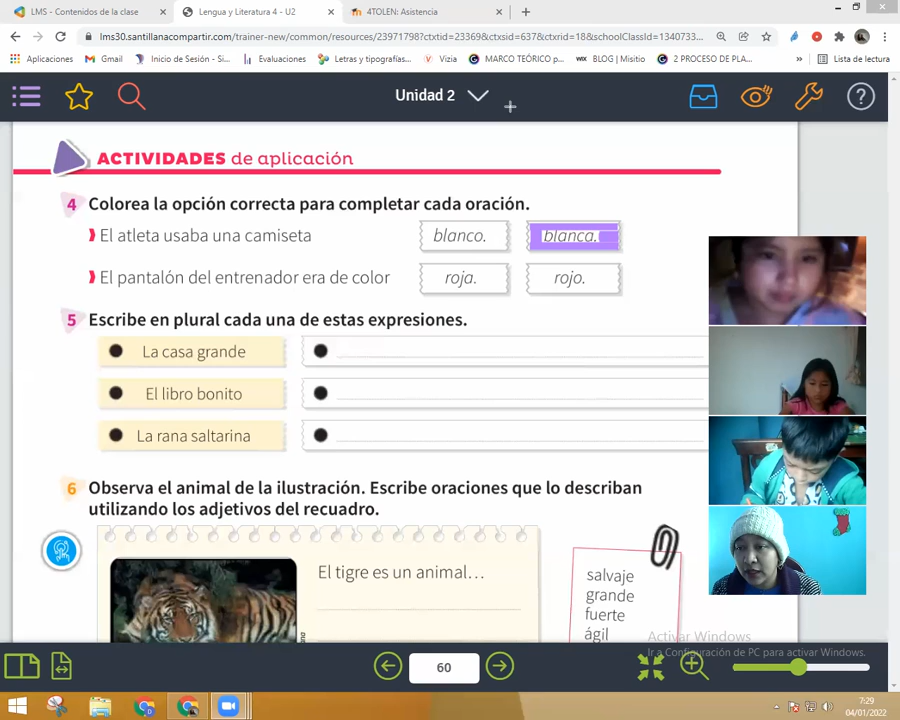 LMS - Contenidos de la clase
Lengua y Literatura 4 - U2
4TOLEN: Asistencia
lms30.santillanacompartir.com/trainer-new/common/resources/23971798?ctxtid=23369&ctxsid=637&ctxtrid=18&schoolClassId=1340733...
Aplicaciones Gmail Inicio de Sesión - Si... Evaluaciones Letras y tipografías... Vizia MARCO TEÓRICO p... BLOG | Misitio 2 PROCESO DE PLA... » Lista de lectura
Unidad 2
ACTIVIDADES de aplicación
4 Colorea la opción correcta para completar cada oración.
El atleta usaba una camiseta blanco. blanca.
El pantalón del entrenador era de color roja. rojo.
5 Escribe en plural cada una de estas expresiones.
La casa grande
El libro bonito
La rana saltarina
6 Observa el animal de la ilustración. Escribe oraciones que lo describan
utilizando los adjetivos del recuadro.
El tigre es un animal…
salvaje
grande
fuerte
ágil
Activar Windows
Ir a Configuración de PC para activar Windows.
60
7:29
04/01/2022